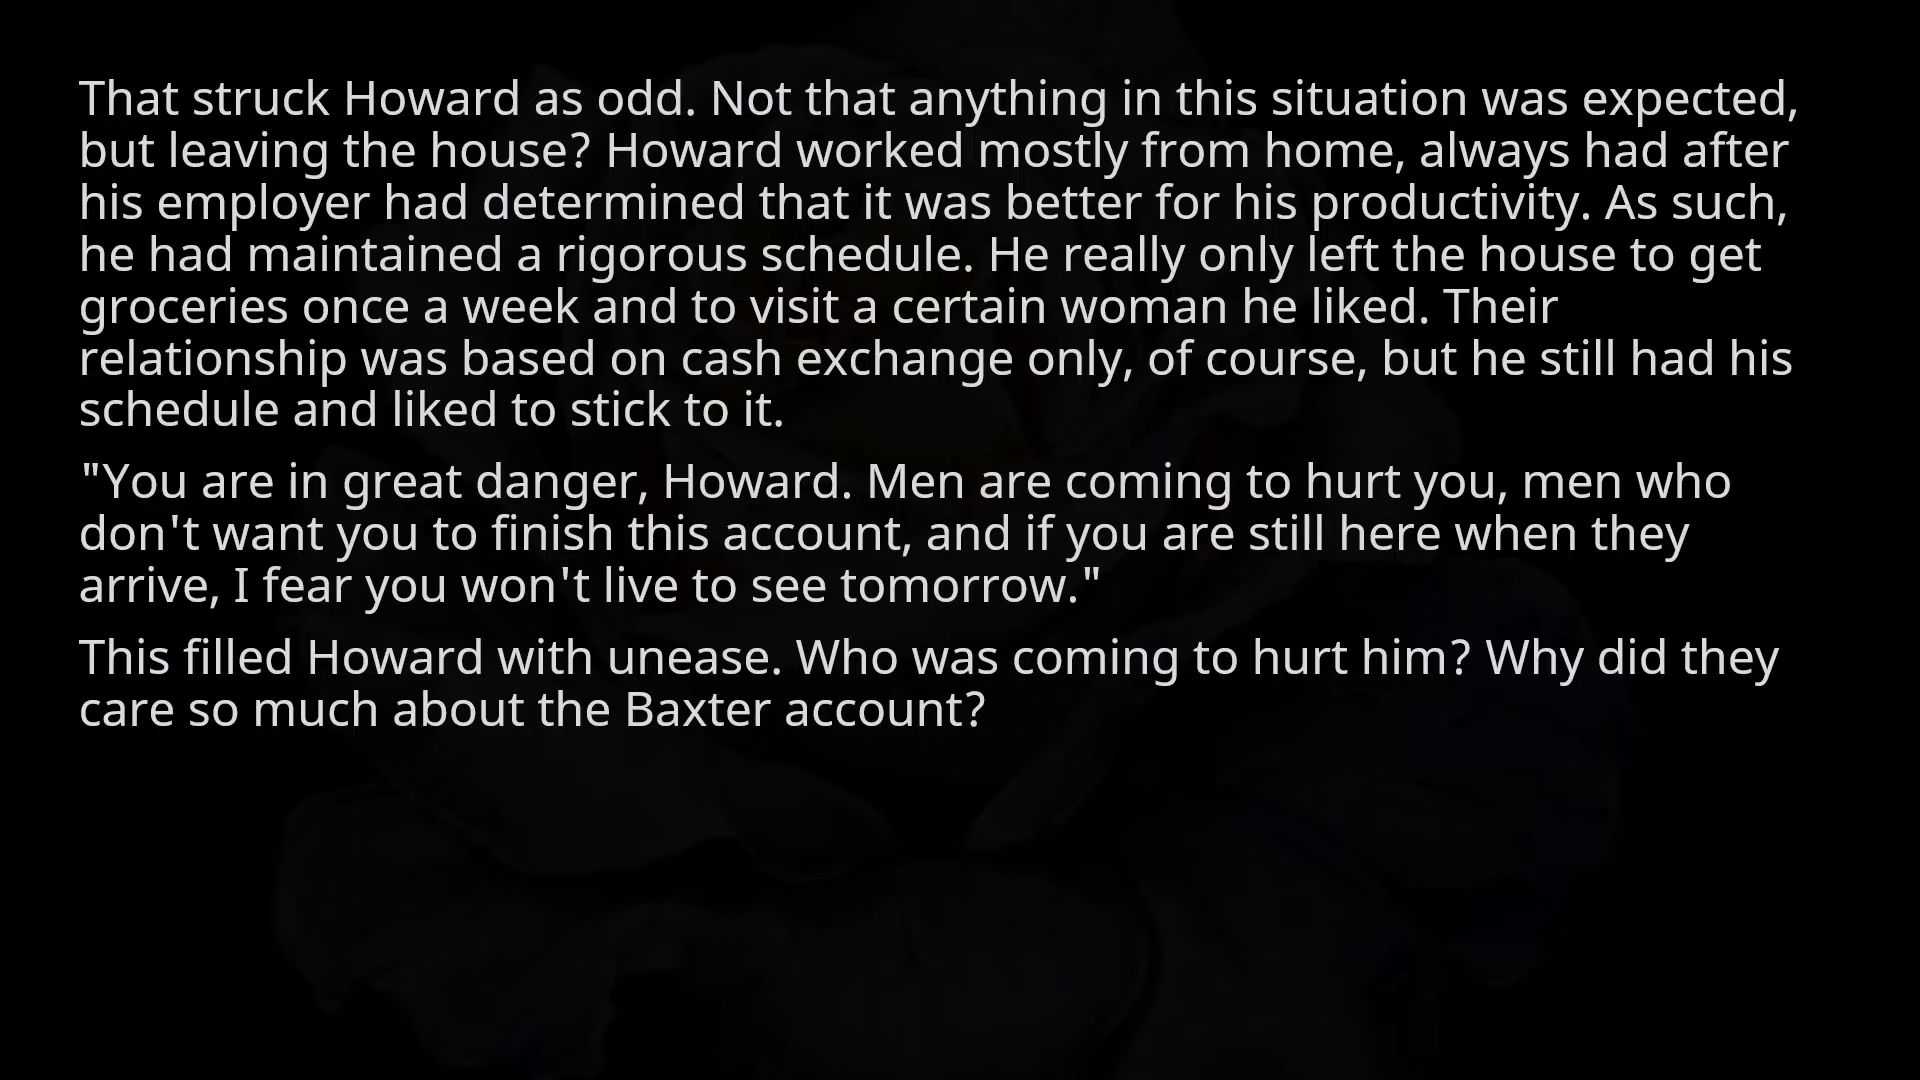 That struck Howard as odd. Not that anything in this situation was expected,
but leaving the house? Howard worked mostly from home, always had after
his employer had determined that it was better for his productivity. As such,
he had maintained a rigorous schedule. He really only left the house to get
groceries once a week and to visit a certain woman he liked. Their
relationship was based on cash exchange only, of course, but he still had his
schedule and liked to stick to it.
"You are in great danger, Howard. Men are coming to hurt you, men who
don't want you to finish this account, and if you are still here when they
arrive, I fear you won't live to see tomorrow."
This filled Howard with unease. Who was coming to hurt him? Why did they
care so much about the Baxter account?